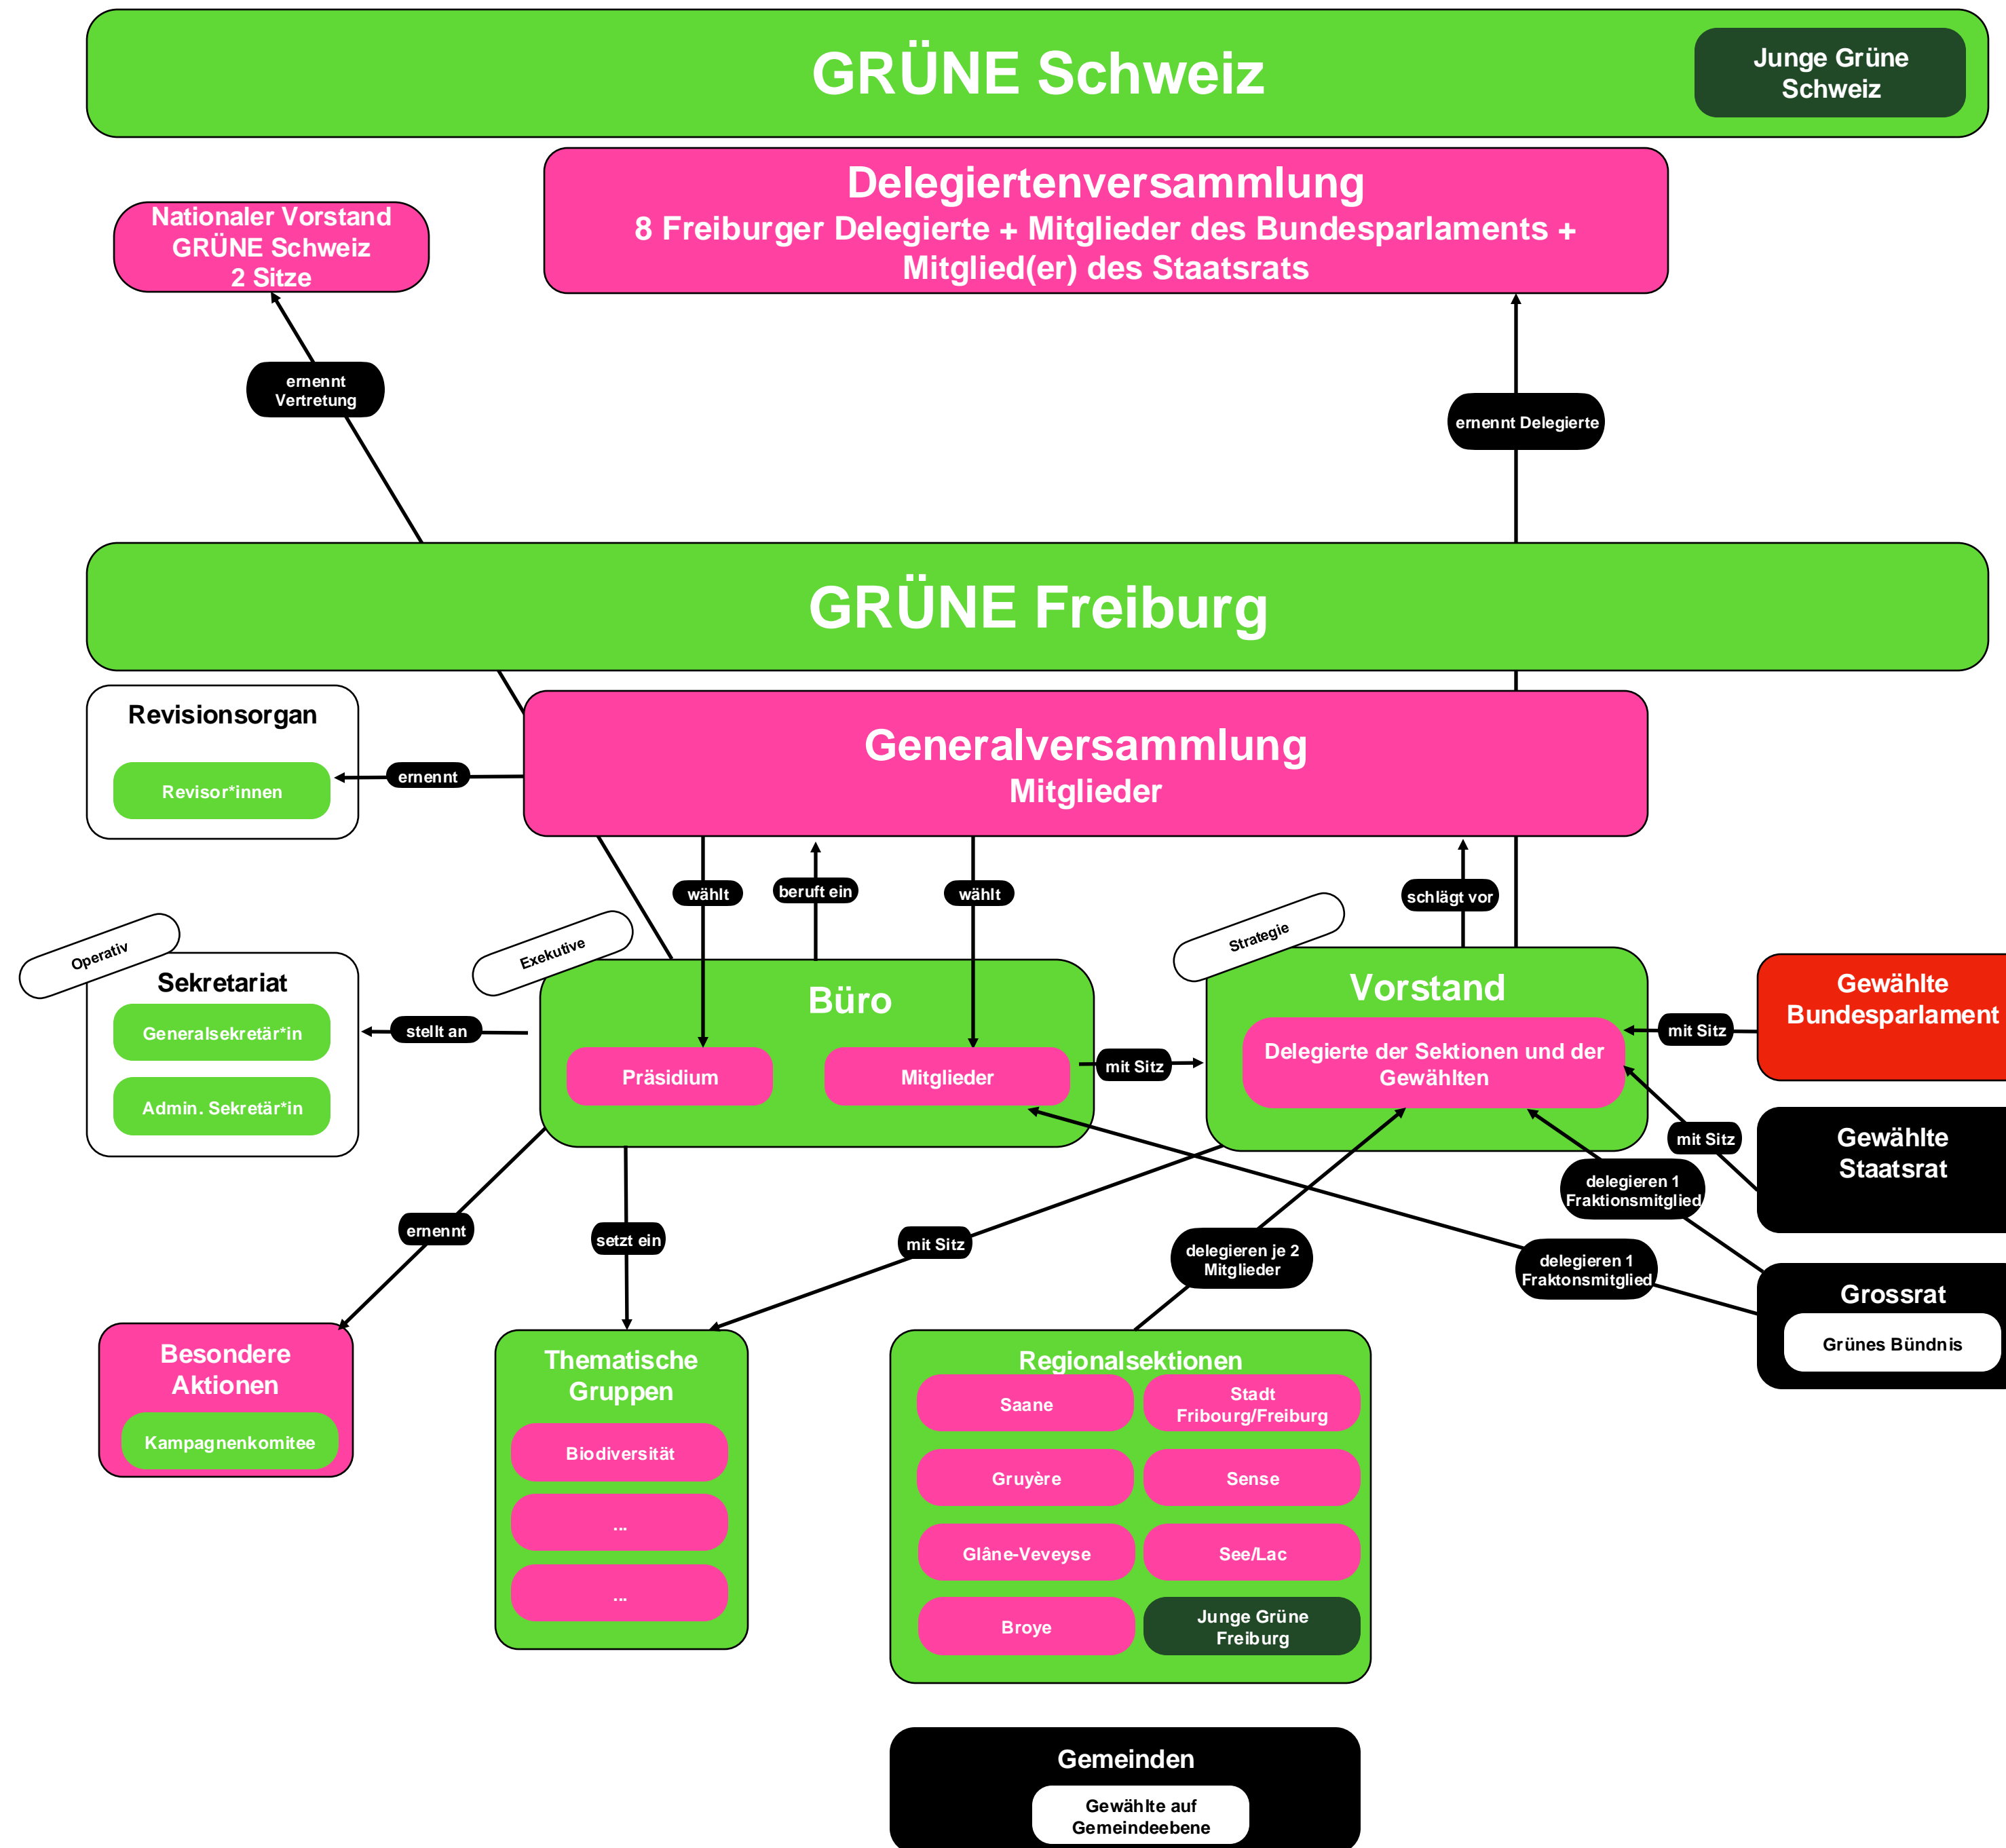 GRÜNE Schweiz
Junge Grüne
Schweiz
Delegiertenversammlung
8 Freiburger Delegierte + Mitglieder des Bundesparlaments +
Mitglied(er) des Staatsrats
Nationaler Vorstand
GRÜNE Schweiz
2 Sitze
ernennt
Vertretung
ernennt Delegierte
GRÜNE Freiburg
Revisionsorgan
Revisor*innen
ernennt
Generalversammlung
Mitglieder
wählt
beruft ein
wählt
schlägt vor
Operativ
Sekretariat
Generalsekretär*in
Admin. Sekretär*in
stellt an
Exekutive
Büro
Präsidium
Mitglieder
mit Sitz
Strategie
Vorstand
Delegierte der Sektionen und der
Gewählten
mit Sitz
Gewählte
Bundesparlament
mit Sitz
Gewählte
Staatsrat
delegieren 1
Fraktionsmitglied
ernennt
setzt ein
mit Sitz
delegieren je 2
Mitglieder
delegieren 1
Fraktonsmitglied
Grossrat
Grünes Bündnis
Besondere
Aktionen
Kampagnenkomitee
Thematische
Gruppen
Biodiversität
...
...
Regionalsektionen
Saane
Stadt
Fribourg/Freiburg
Gruyère
Sense
Glâne-Veveyse
See/Lac
Broye
Junge Grüne
Freiburg
Gemeinden
Gewählte auf
Gemeindeebene